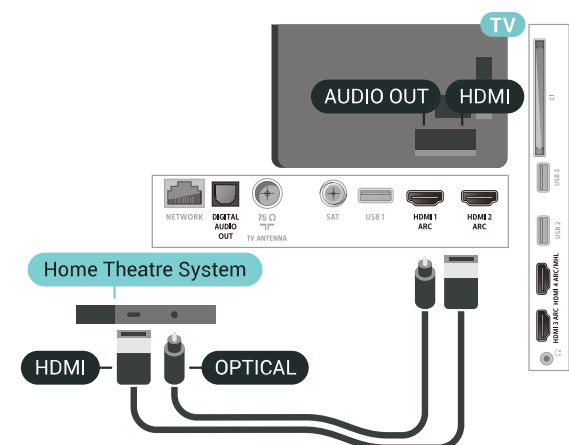 TV
AUDIO OUT
HDMI
CI
USB 3
USB 2
HDMI 4 ARC/MHL
HDMI 3 ARC
NETWORK
DIGITAL
AUDIO
OUT
75 Ω
TV ANTENNA
SAT
USB 1
HDMI 1
ARC
HDMI 2
ARC
Home Theatre System
HDMI
OPTICAL